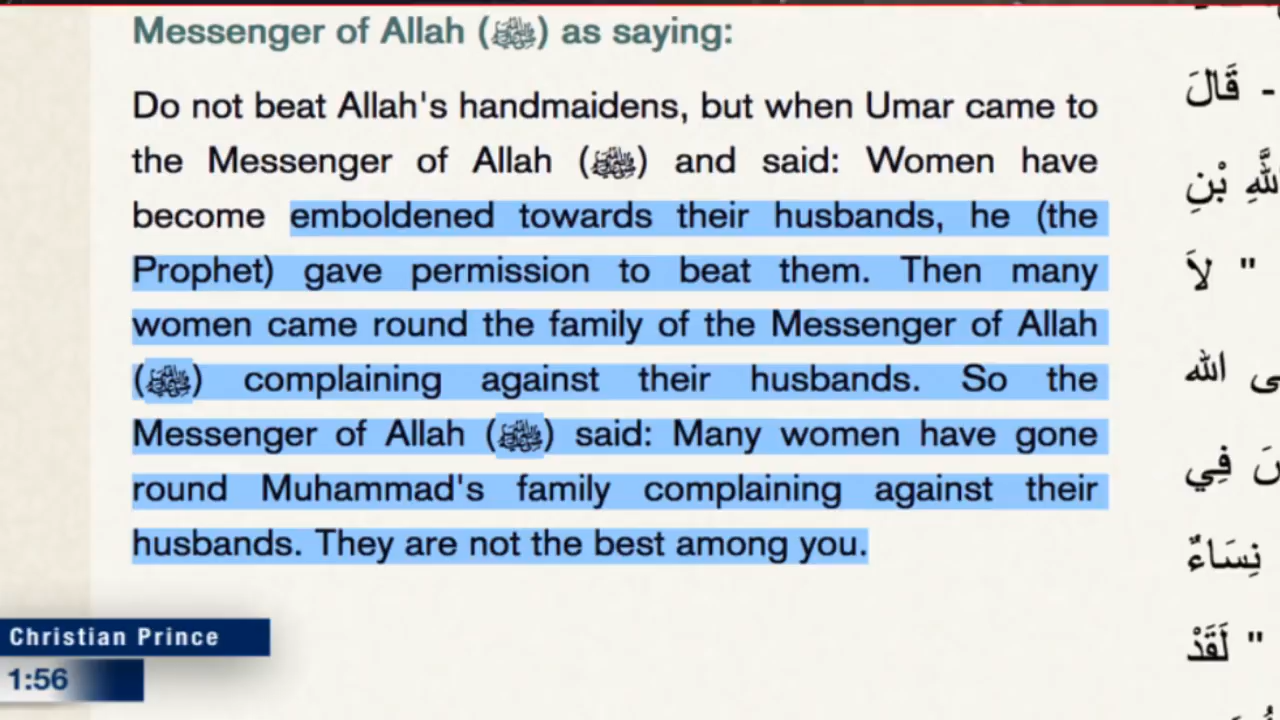 Messenger of Allah (ﷺ) as saying:
Do not beat Allah's handmaidens, but when Umar came to
the Messenger of Allah (ﷺ) and said: Women have
become emboldened towards their husbands, he (the
Prophet) gave permission to beat them. Then many
women came round the family of the Messenger of Allah
(ﷺ) complaining against their husbands. So the
Messenger of Allah (ﷺ) said: Many women have gone
round Muhammad's family complaining against their
husbands. They are not the best among you.
- قَالَ
اللَّهِ بْنِ
" لاَ
ى الله
نَ فِي
نِسَاءٌ
" لَقَدْ
Christian Prince
1:56